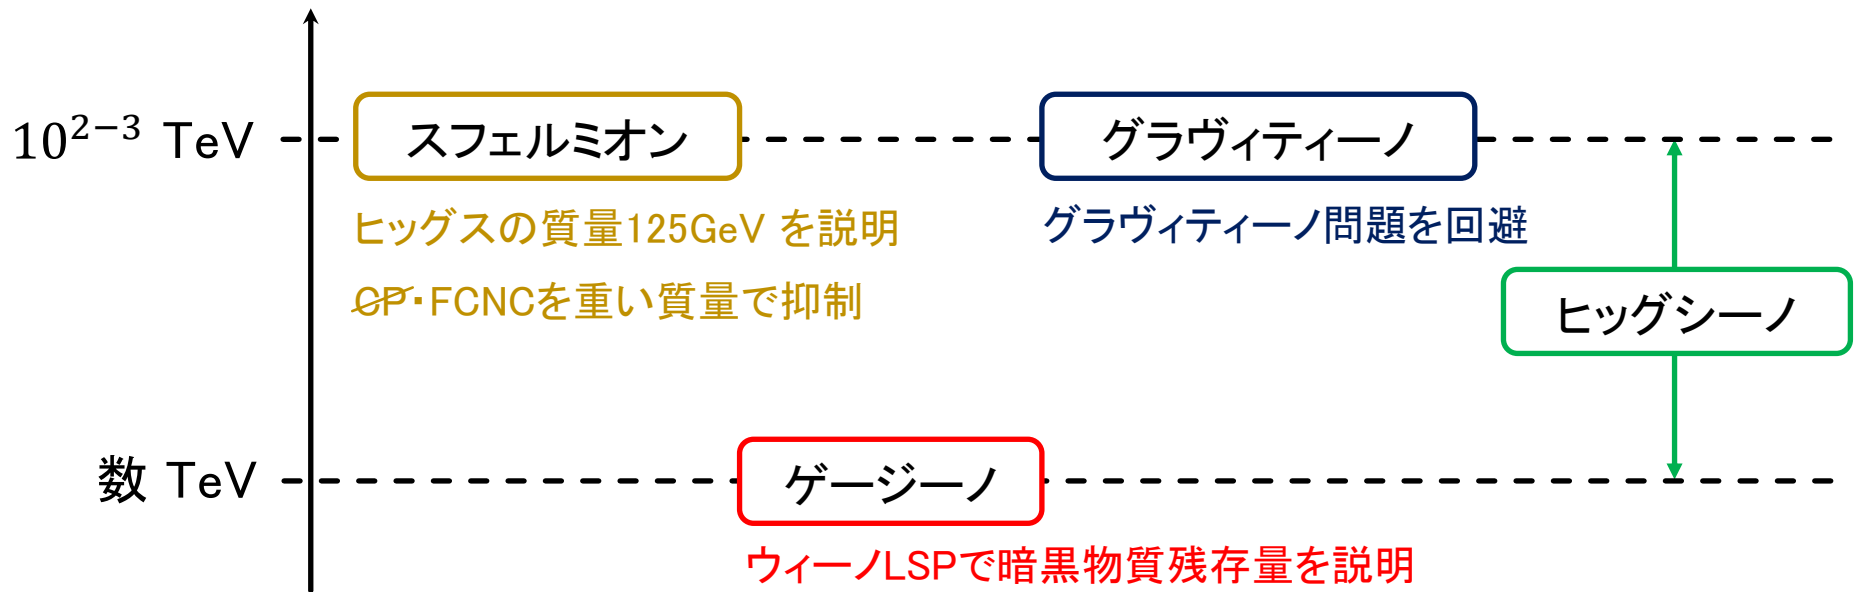 10^{2−3} TeV
スフェルミオン
グラヴィティーノ
ヒッグスの質量125GeV を説明
グラヴィティーノ問題を回避
CP・FCNCを重い質量で抑制
ヒッグシーノ
数 TeV
ゲージーノ
ウィーノLSPで暗黒物質残存量を説明